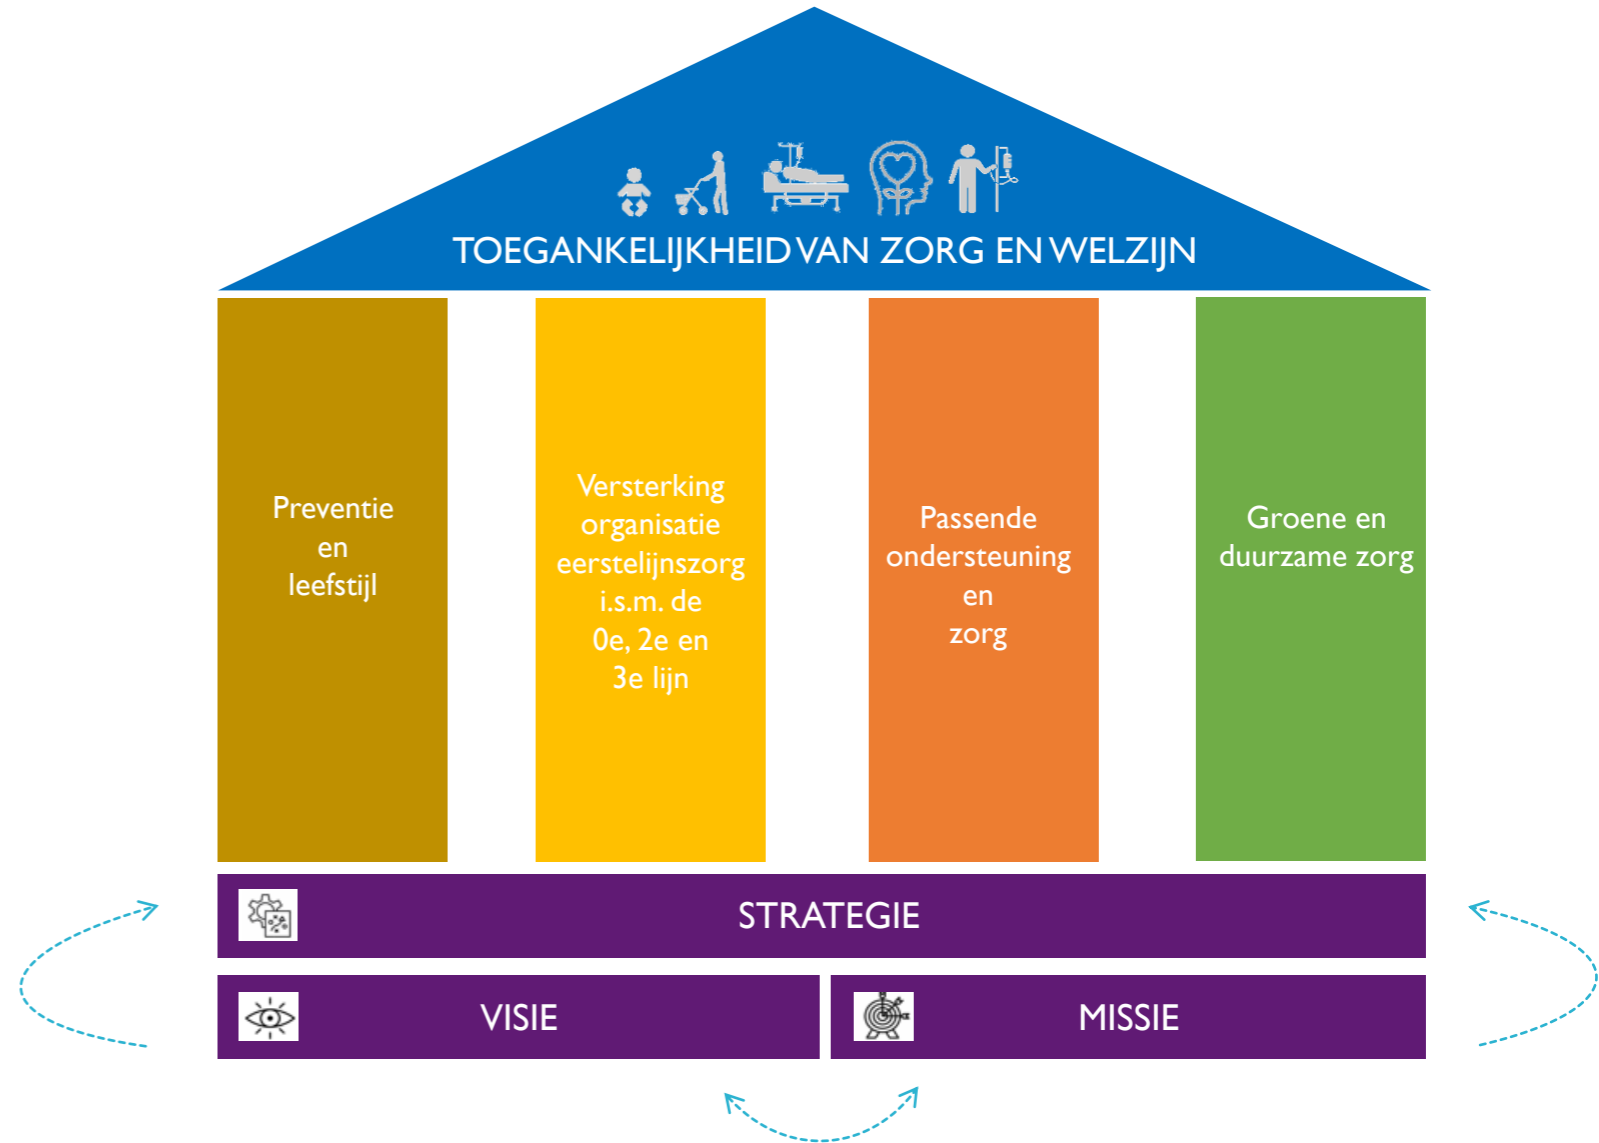 TOEGANKELIJKHEID VAN ZORG EN WELZIJN
Preventie
en
leefstijl
Versterking
organisatie
eerstelijnszorg
i.s.m. de
0e, 2e en
3e lijn
Passende
ondersteuning
en
zorg
Groene en
duurzame zorg
STRATEGIE
VISIE
MISSIE